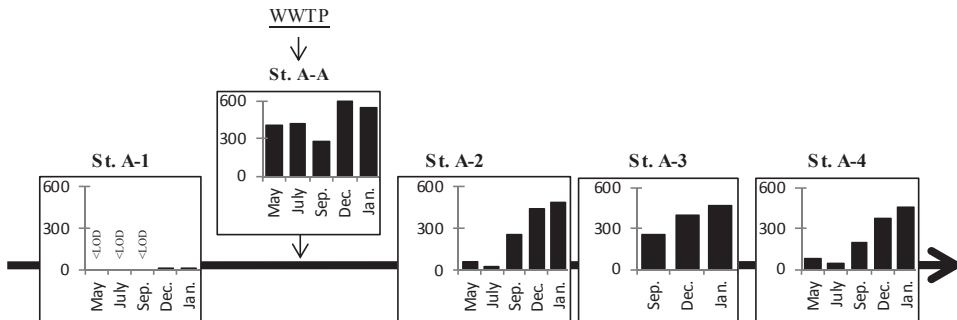 WWTP
St. A-A
600
300
0
May
July
Sep.
Dec.
Jan.
St. A-1
600
300
0
<LOD
<LOD
<LOD
May
July
Sep.
Dec.
Jan.
St. A-2
600
300
0
May
July
Sep.
Dec.
Jan.
St. A-3
600
300
0
Sep.
Dec.
Jan.
St. A-4
600
300
0
May
July
Sep.
Dec.
Jan.